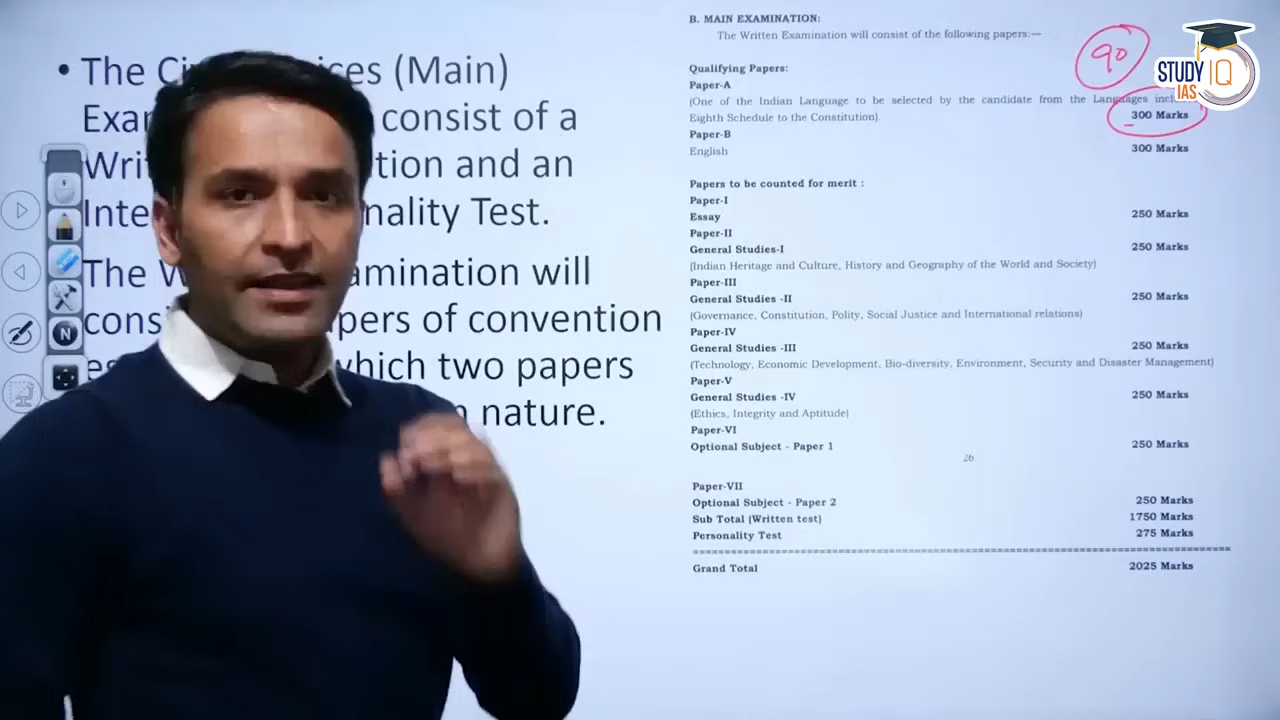 • The Ci ices (Main)
Exa consist of a
Wri tion and an
Inte nality Test.
The W amination will
cons pers of convention
es which two papers
n nature.
N
B. MAIN EXAMINATION:
The Written Examination will consist of the following papers:—
Qualifying Papers:
Paper-A
(One of the Indian Language to be selected by the candidate from the Languages incl
Eighth Schedule to the Constitution). 300 Marks
Paper-B
English 300 Marks
Papers to be counted for merit :
Paper-I
Essay 250 Marks
Paper-II
General Studies-I 250 Marks
(Indian Heritage and Culture, History and Geography of the World and Society)
Paper-III
General Studies -II 250 Marks
(Governance, Constitution, Polity, Social Justice and International relations)
Paper-IV
General Studies -III 250 Marks
(Technology, Economic Development, Bio-diversity, Environment, Security and Disaster Management)
Paper-V
General Studies -IV 250 Marks
(Ethics, Integrity and Aptitude)
Paper-VI
Optional Subject - Paper 1 250 Marks
26
Paper-VII
Optional Subject - Paper 2 250 Marks
Sub Total (Written test) 1750 Marks
Personality Test 275 Marks
Grand Total 2025 Marks
90
STUDY IQ
IAS